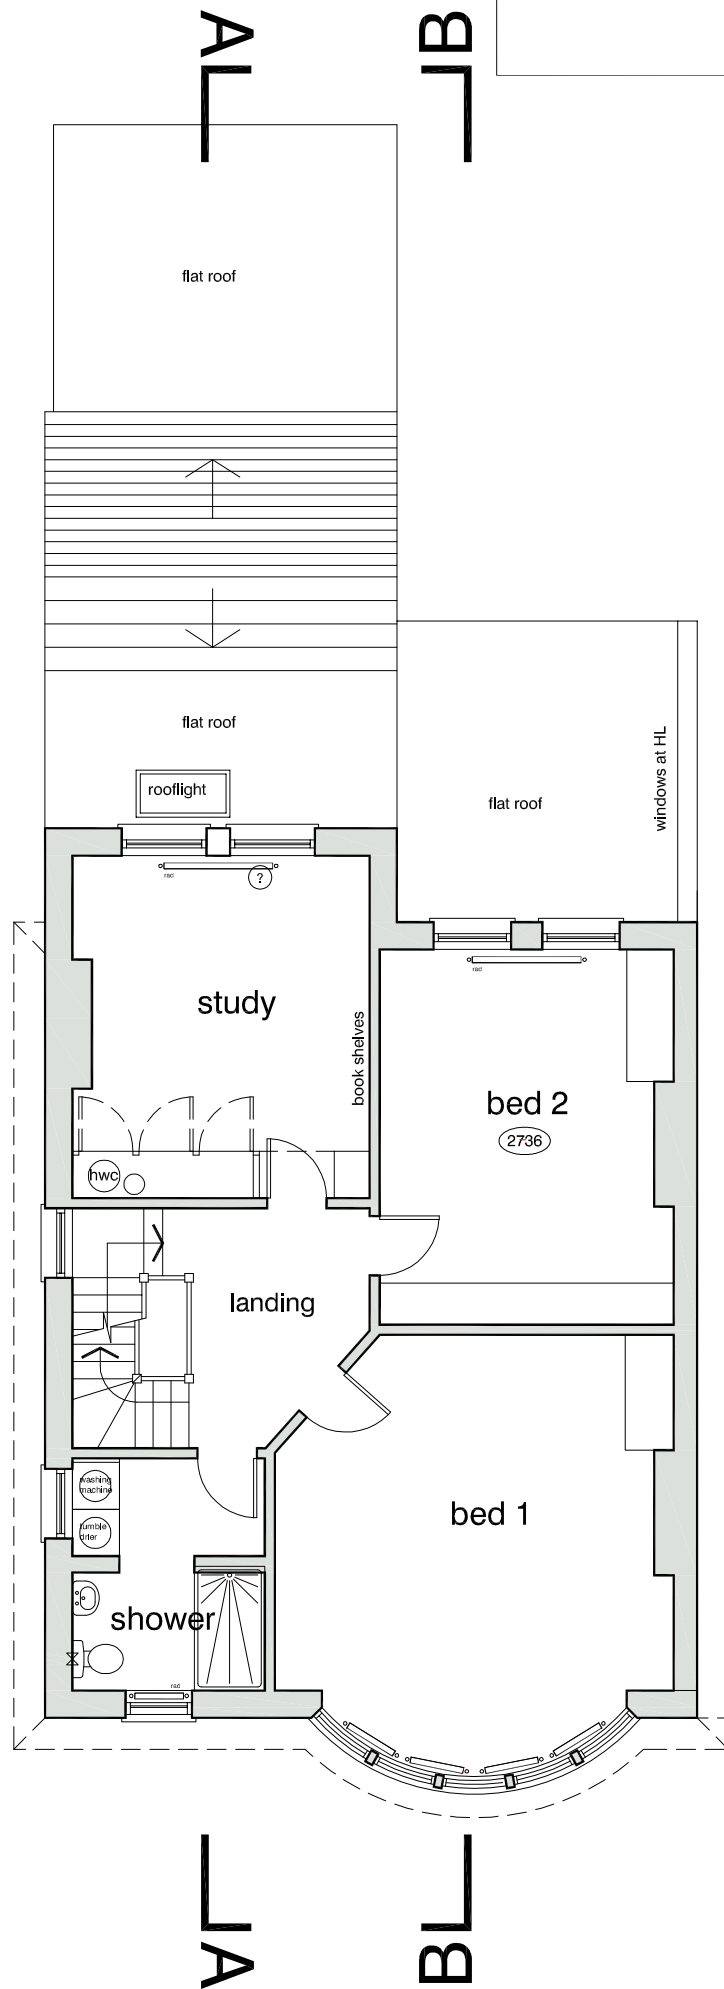 A B
flat roof
flat roof
rooflight
windows at HL
flat roof
rad
?
rad
study
book shelves
bed 2
2736
hwc
landing
washing
machine
tumble
drier
bed 1
shower
rad
A B